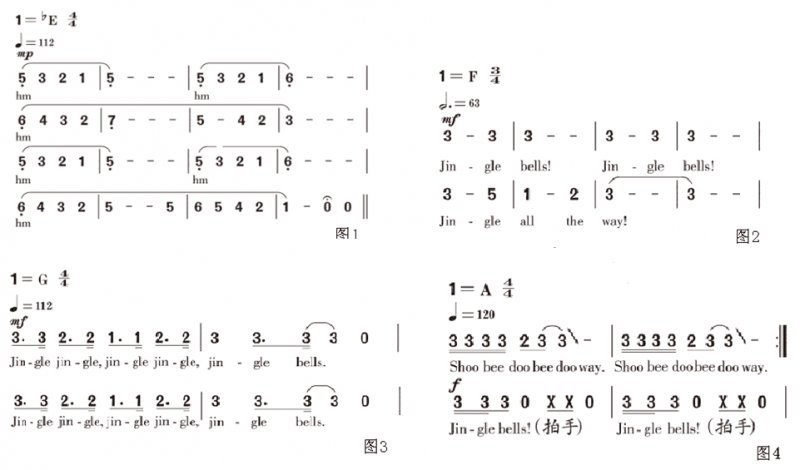 1=♭E 4/4
♩=112
mp
5 3 2 1 | 5 - - - | 5 3 2 1 | 6 - - - |
hm hm
6 4 3 2 | 7 - - - | 5 - 4 2 | 3 - - - |
hm
5 3 2 1 | 5 - - - | 5 3 2 1 | 6 - - - |
hm hm
6 4 3 2 | 5 - - 5 | 6 5 4 2 | 1 - 0 0 ‖
hm
图1
1=F 3/4
𝅗𝅥.=63
mf
3 - 3 | 3 - - | 3 - 3 | 3 - - |
Jin - gle bells! Jin - gle bells!
3 - 5 | 1 - 2 | 3 - - | 3 - - |
Jin - gle all the way!
图2
1=G 4/4
♩=112
mf
3. 3 2. 2 1. 1 2. 2 | 3 3. 3 3 0 |
Jin-gle jin-gle, jin-gle jin-gle, jin- gle bells.
3. 3 2. 2 1. 1 2. 2 | 3 3. 3 3 0 |
Jin-gle jin-gle, jin-gle jin-gle, jin- gle bells.
图3
1=A 4/4
♩=120
3 3 3 3 2 3 3 - | 3 3 3 3 2 3 3 - :‖
Shoo bee doo bee doo way. Shoo bee doo bee doo way.
f
3 3 3 0 X X 0 | 3 3 3 0 X X 0 |
Jin-gle bells! (拍手) Jin-gle bells! (拍手)
图4